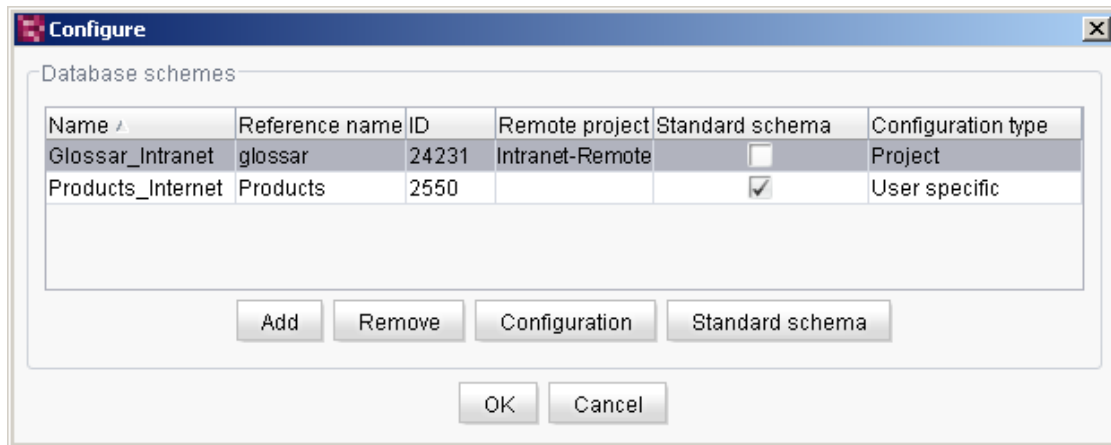 Configure
Database schemes
Name Reference name ID Remote project Standard schema Configuration type
Glossar_Intranet glossar 24231 Intranet-Remote Project
Products_Internet Products 2550 User specific
Add Remove Configuration Standard schema
OK Cancel